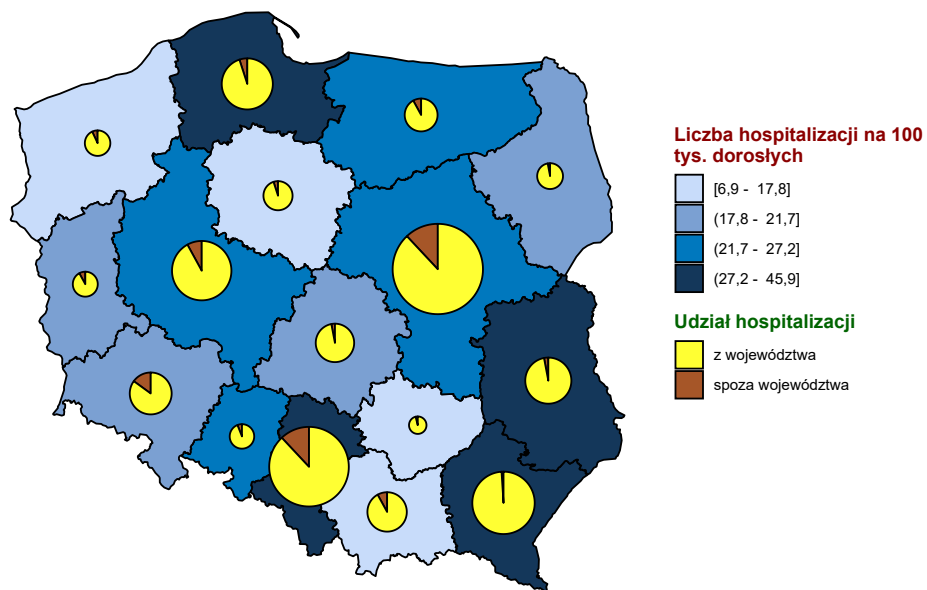 Liczba hospitalizacji na 100
tys. dorosłych
[6,9 - 17,8]
(17,8 - 21,7]
(21,7 - 27,2]
(27,2 - 45,9]
Udział hospitalizacji
z województwa
spoza województwa